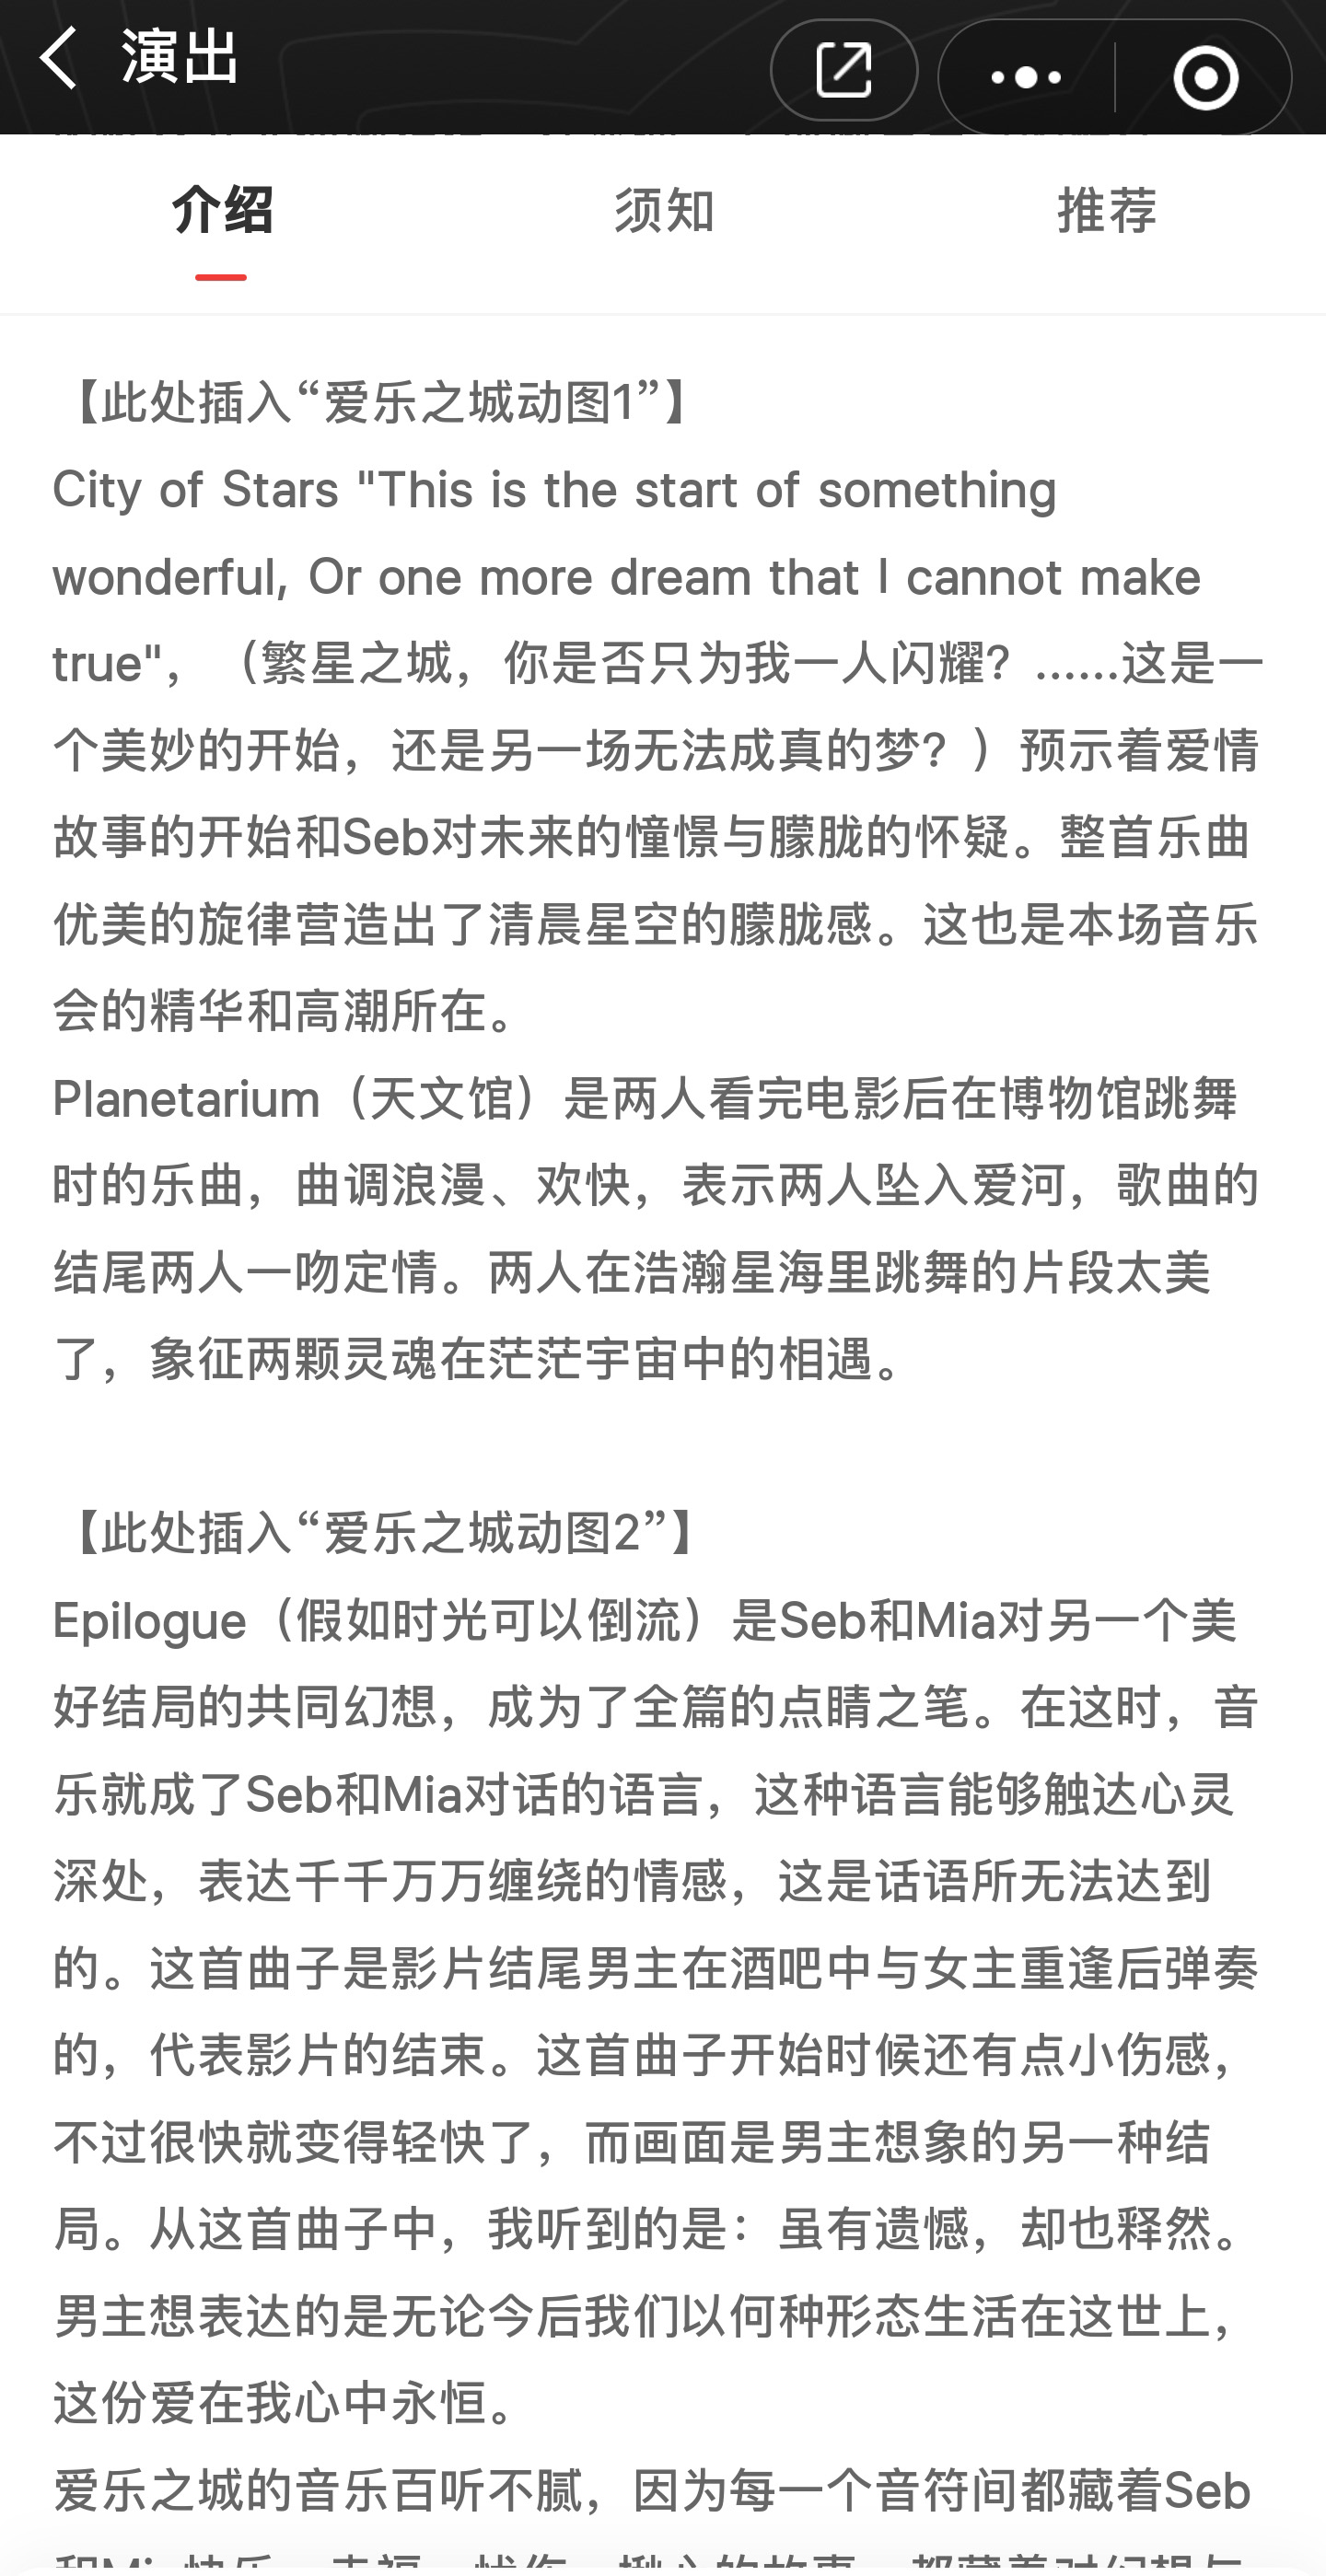 演出
介绍 须知 推荐
【此处插入“爱乐之城动图1”】
City of Stars "This is the start of something
wonderful, Or one more dream that I cannot make
true"，（繁星之城，你是否只为我一人闪耀？......这是一
个美妙的开始，还是另一场无法成真的梦？）预示着爱情
故事的开始和Seb对未来的憧憬与朦胧的怀疑。整首乐曲
优美的旋律营造出了清晨星空的朦胧感。这也是本场音乐
会的精华和高潮所在。
Planetarium（天文馆）是两人看完电影后在博物馆跳舞
时的乐曲，曲调浪漫、欢快，表示两人坠入爱河，歌曲的
结尾两人一吻定情。两人在浩瀚星海里跳舞的片段太美
了，象征两颗灵魂在茫茫宇宙中的相遇。
【此处插入“爱乐之城动图2”】
Epilogue（假如时光可以倒流）是Seb和Mia对另一个美
好结局的共同幻想，成为了全篇的点睛之笔。在这时，音
乐就成了Seb和Mia对话的语言，这种语言能够触达心灵
深处，表达千千万万缠绕的情感，这是话语所无法达到
的。这首曲子是影片结尾男主在酒吧中与女主重逢后弹奏
的，代表影片的结束。这首曲子开始时候还有点小伤感，
不过很快就变得轻快了，而画面是男主想象的另一种结
局。从这首曲子中，我听到的是：虽有遗憾，却也释然。
男主想表达的是无论今后我们以何种形态生活在这世上，
这份爱在我心中永恒。
爱乐之城的音乐百听不腻，因为每一个音符间都藏着Seb